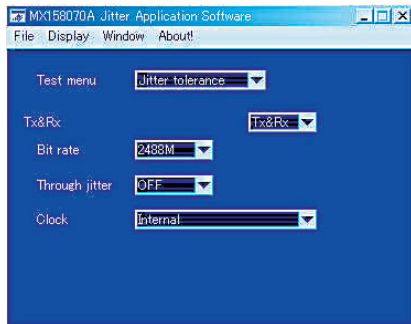 MX158070A Jitter Application Software
File Display Window About!
Test menu Jitter tolerance
Tx&Rx Tx&Rx
Bit rate 2488M
Through jitter OFF
Clock Internal